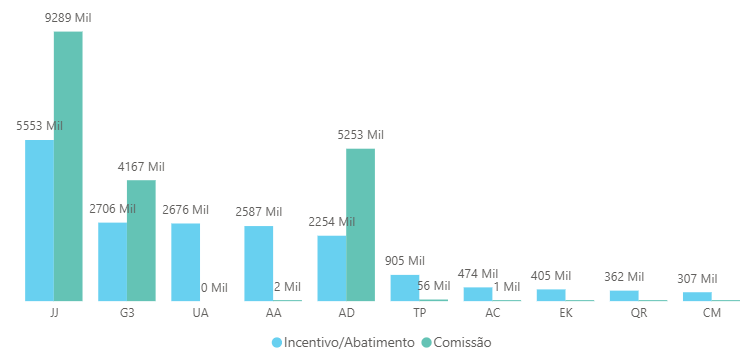 9289 Mil
5553 Mil
5253 Mil
4167 Mil
2706 Mil
2676 Mil
2587 Mil
2254 Mil
905 Mil
474 Mil
405 Mil
362 Mil
307 Mil
0 Mil
2 Mil
56 Mil
1 Mil
JJ G3 UA AA AD TP AC EK QR CM
Incentivo/Abatimento Comissão